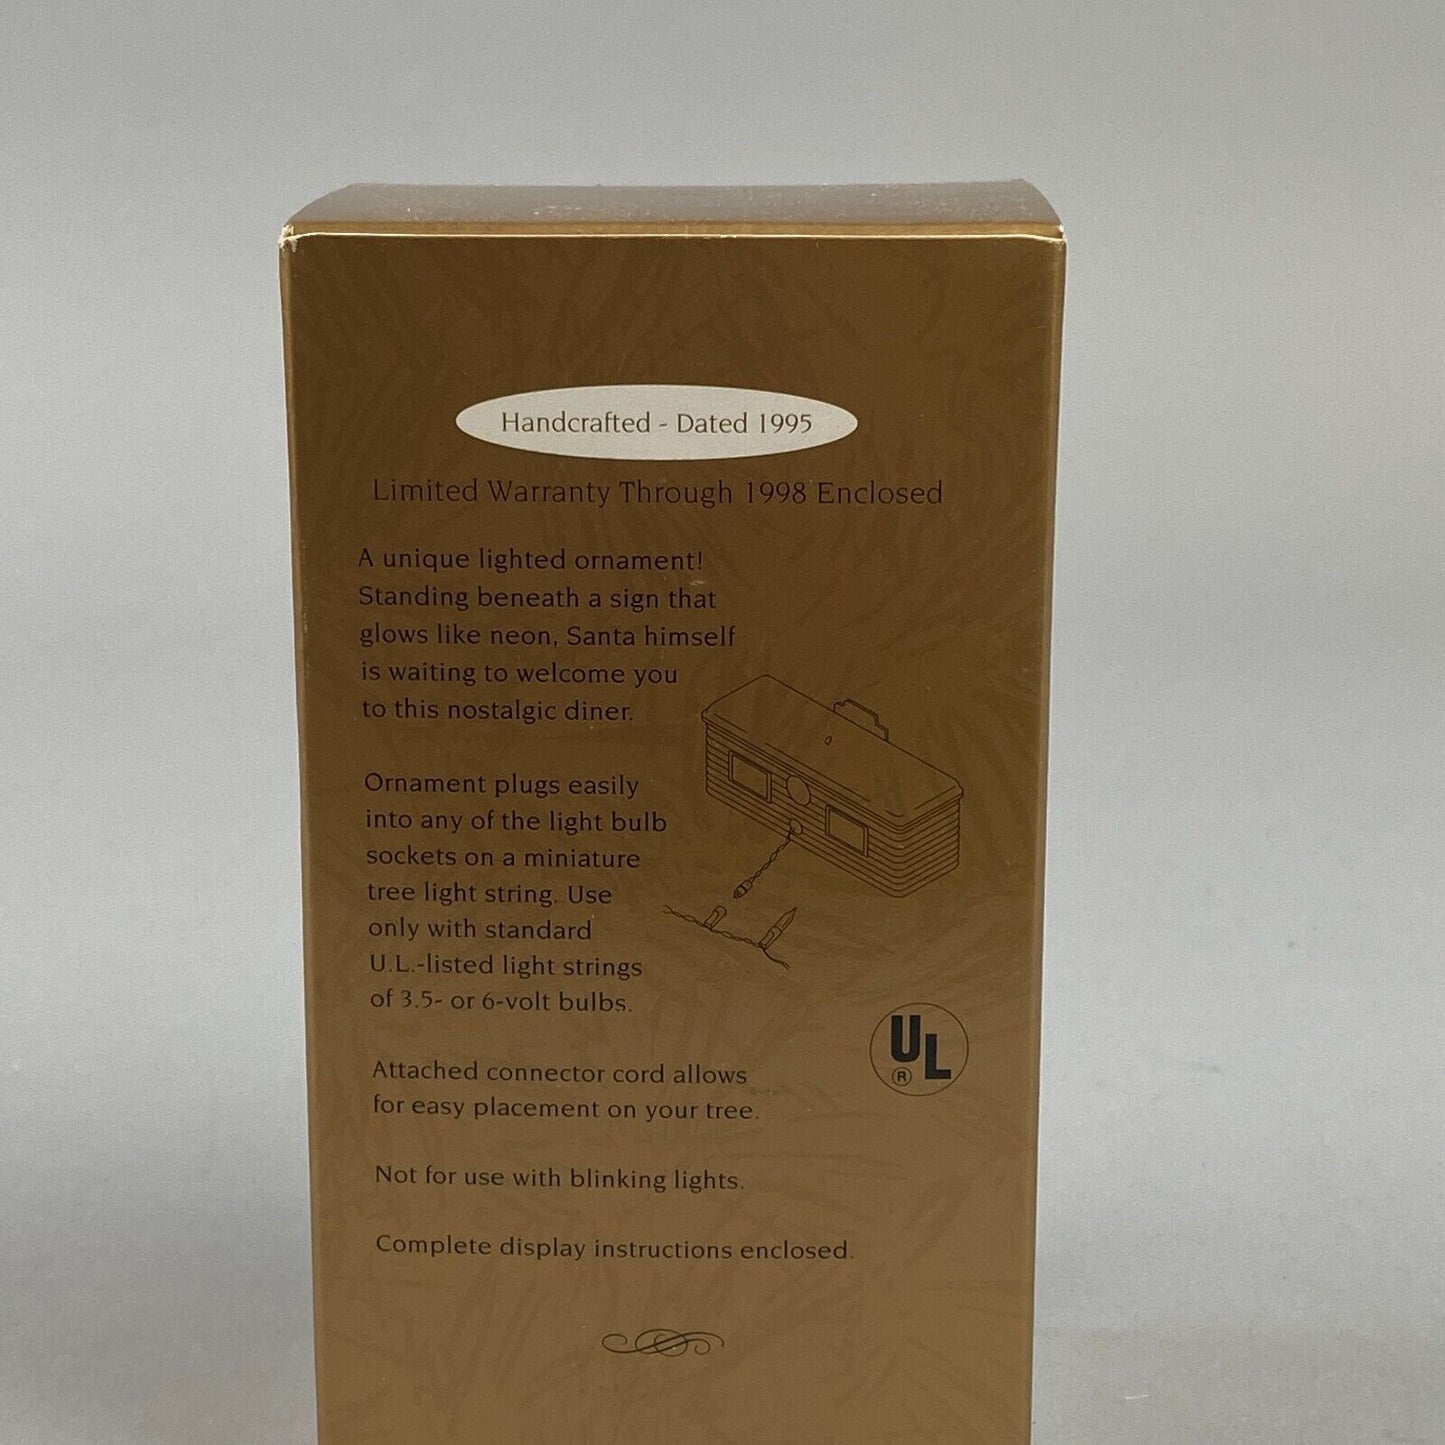 Handcrafted - Dated 1995
Limited Warranty Through 1998 Enclosed
A unique lighted ornament!
Standing beneath a sign that
glows like neon, Santa himself
is waiting to welcome you
to this nostalgic diner.
Ornament plugs easily
into any of the light bulb
sockets on a miniature
tree light string. Use
only with standard
U.L.-listed light strings
of 3.5- or 6-volt bulbs.
UL
®
Attached connector cord allows
for easy placement on your tree.
Not for use with blinking lights.
Complete display instructions enclosed.